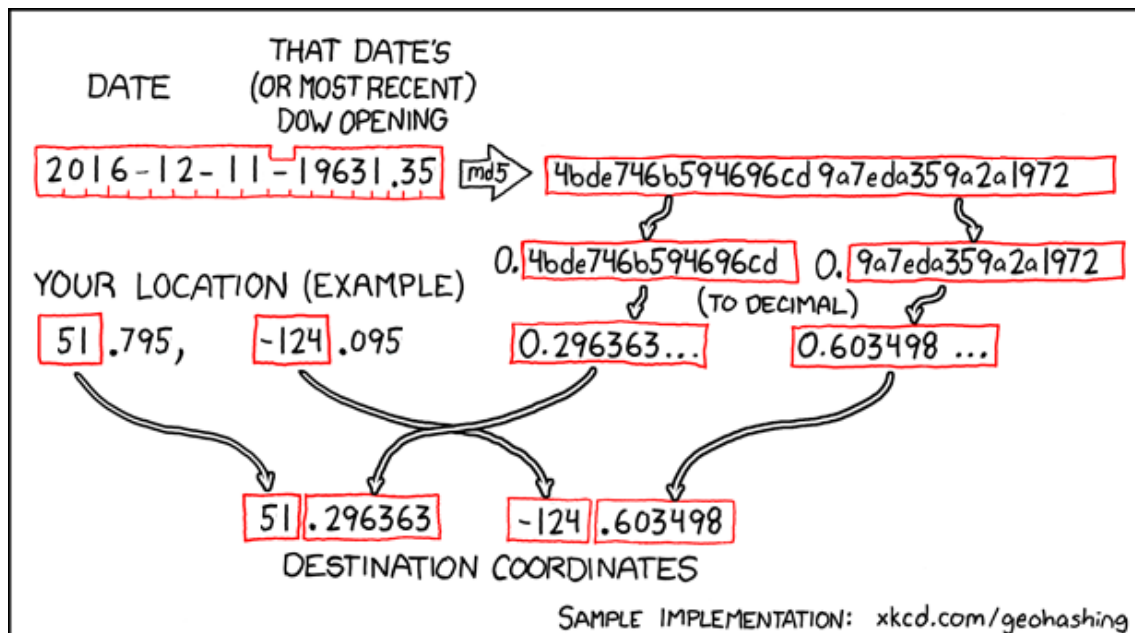 DATE
THAT DATE'S
(OR MOST RECENT)
DOW OPENING
2016-12-11-19631.35
md5
4bde746b594696cd9a7eda359a2a1972
0.4bde746b594696cd
0.9a7eda359a2a1972
(TO DECIMAL)
0.296363...
0.603498 ...
YOUR LOCATION (EXAMPLE)
51.795, -124.095
51.296363 -124.603498
DESTINATION COORDINATES
SAMPLE IMPLEMENTATION: xkcd.com/geohashing